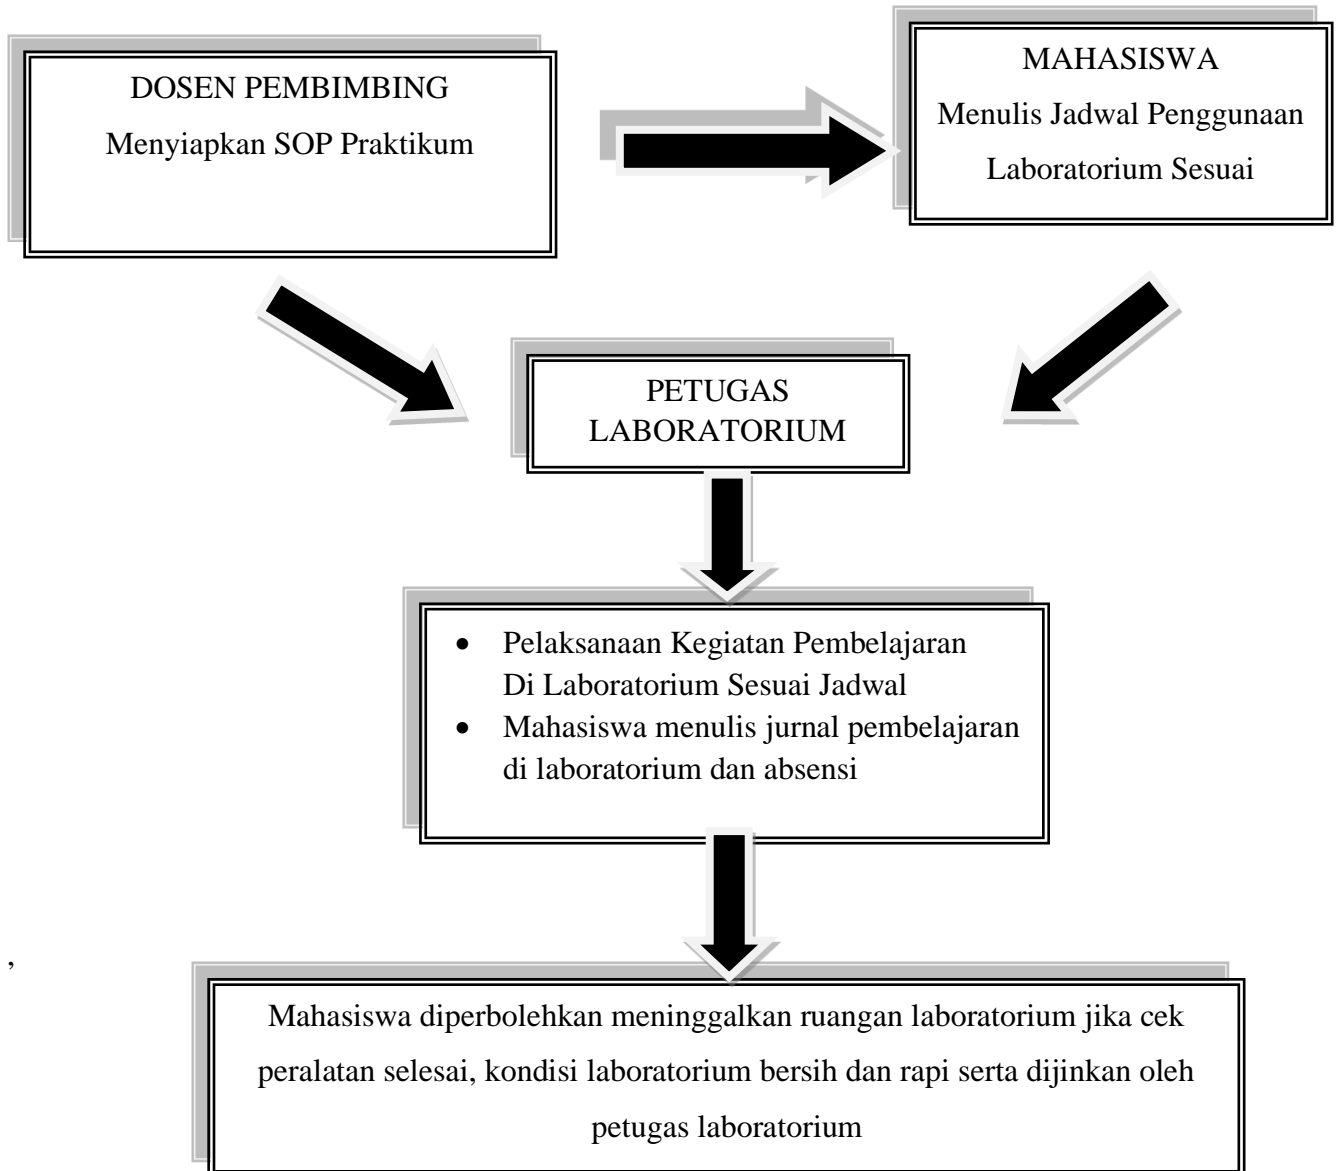 DOSEN PEMBIMBING
Menyiapkan SOP Praktikum
MAHASISWA
Menulis Jadwal Penggunaan
Laboratorium Sesuai
PETUGAS
LABORATORIUM
• Pelaksanaan Kegiatan Pembelajaran
Di Laboratorium Sesuai Jadwal
• Mahasiswa menulis jurnal pembelajaran
di laboratorium dan absensi
,
Mahasiswa diperbolehkan meninggalkan ruangan laboratorium jika cek
peralatan selesai, kondisi laboratorium bersih dan rapi serta dijinkan oleh
petugas laboratorium